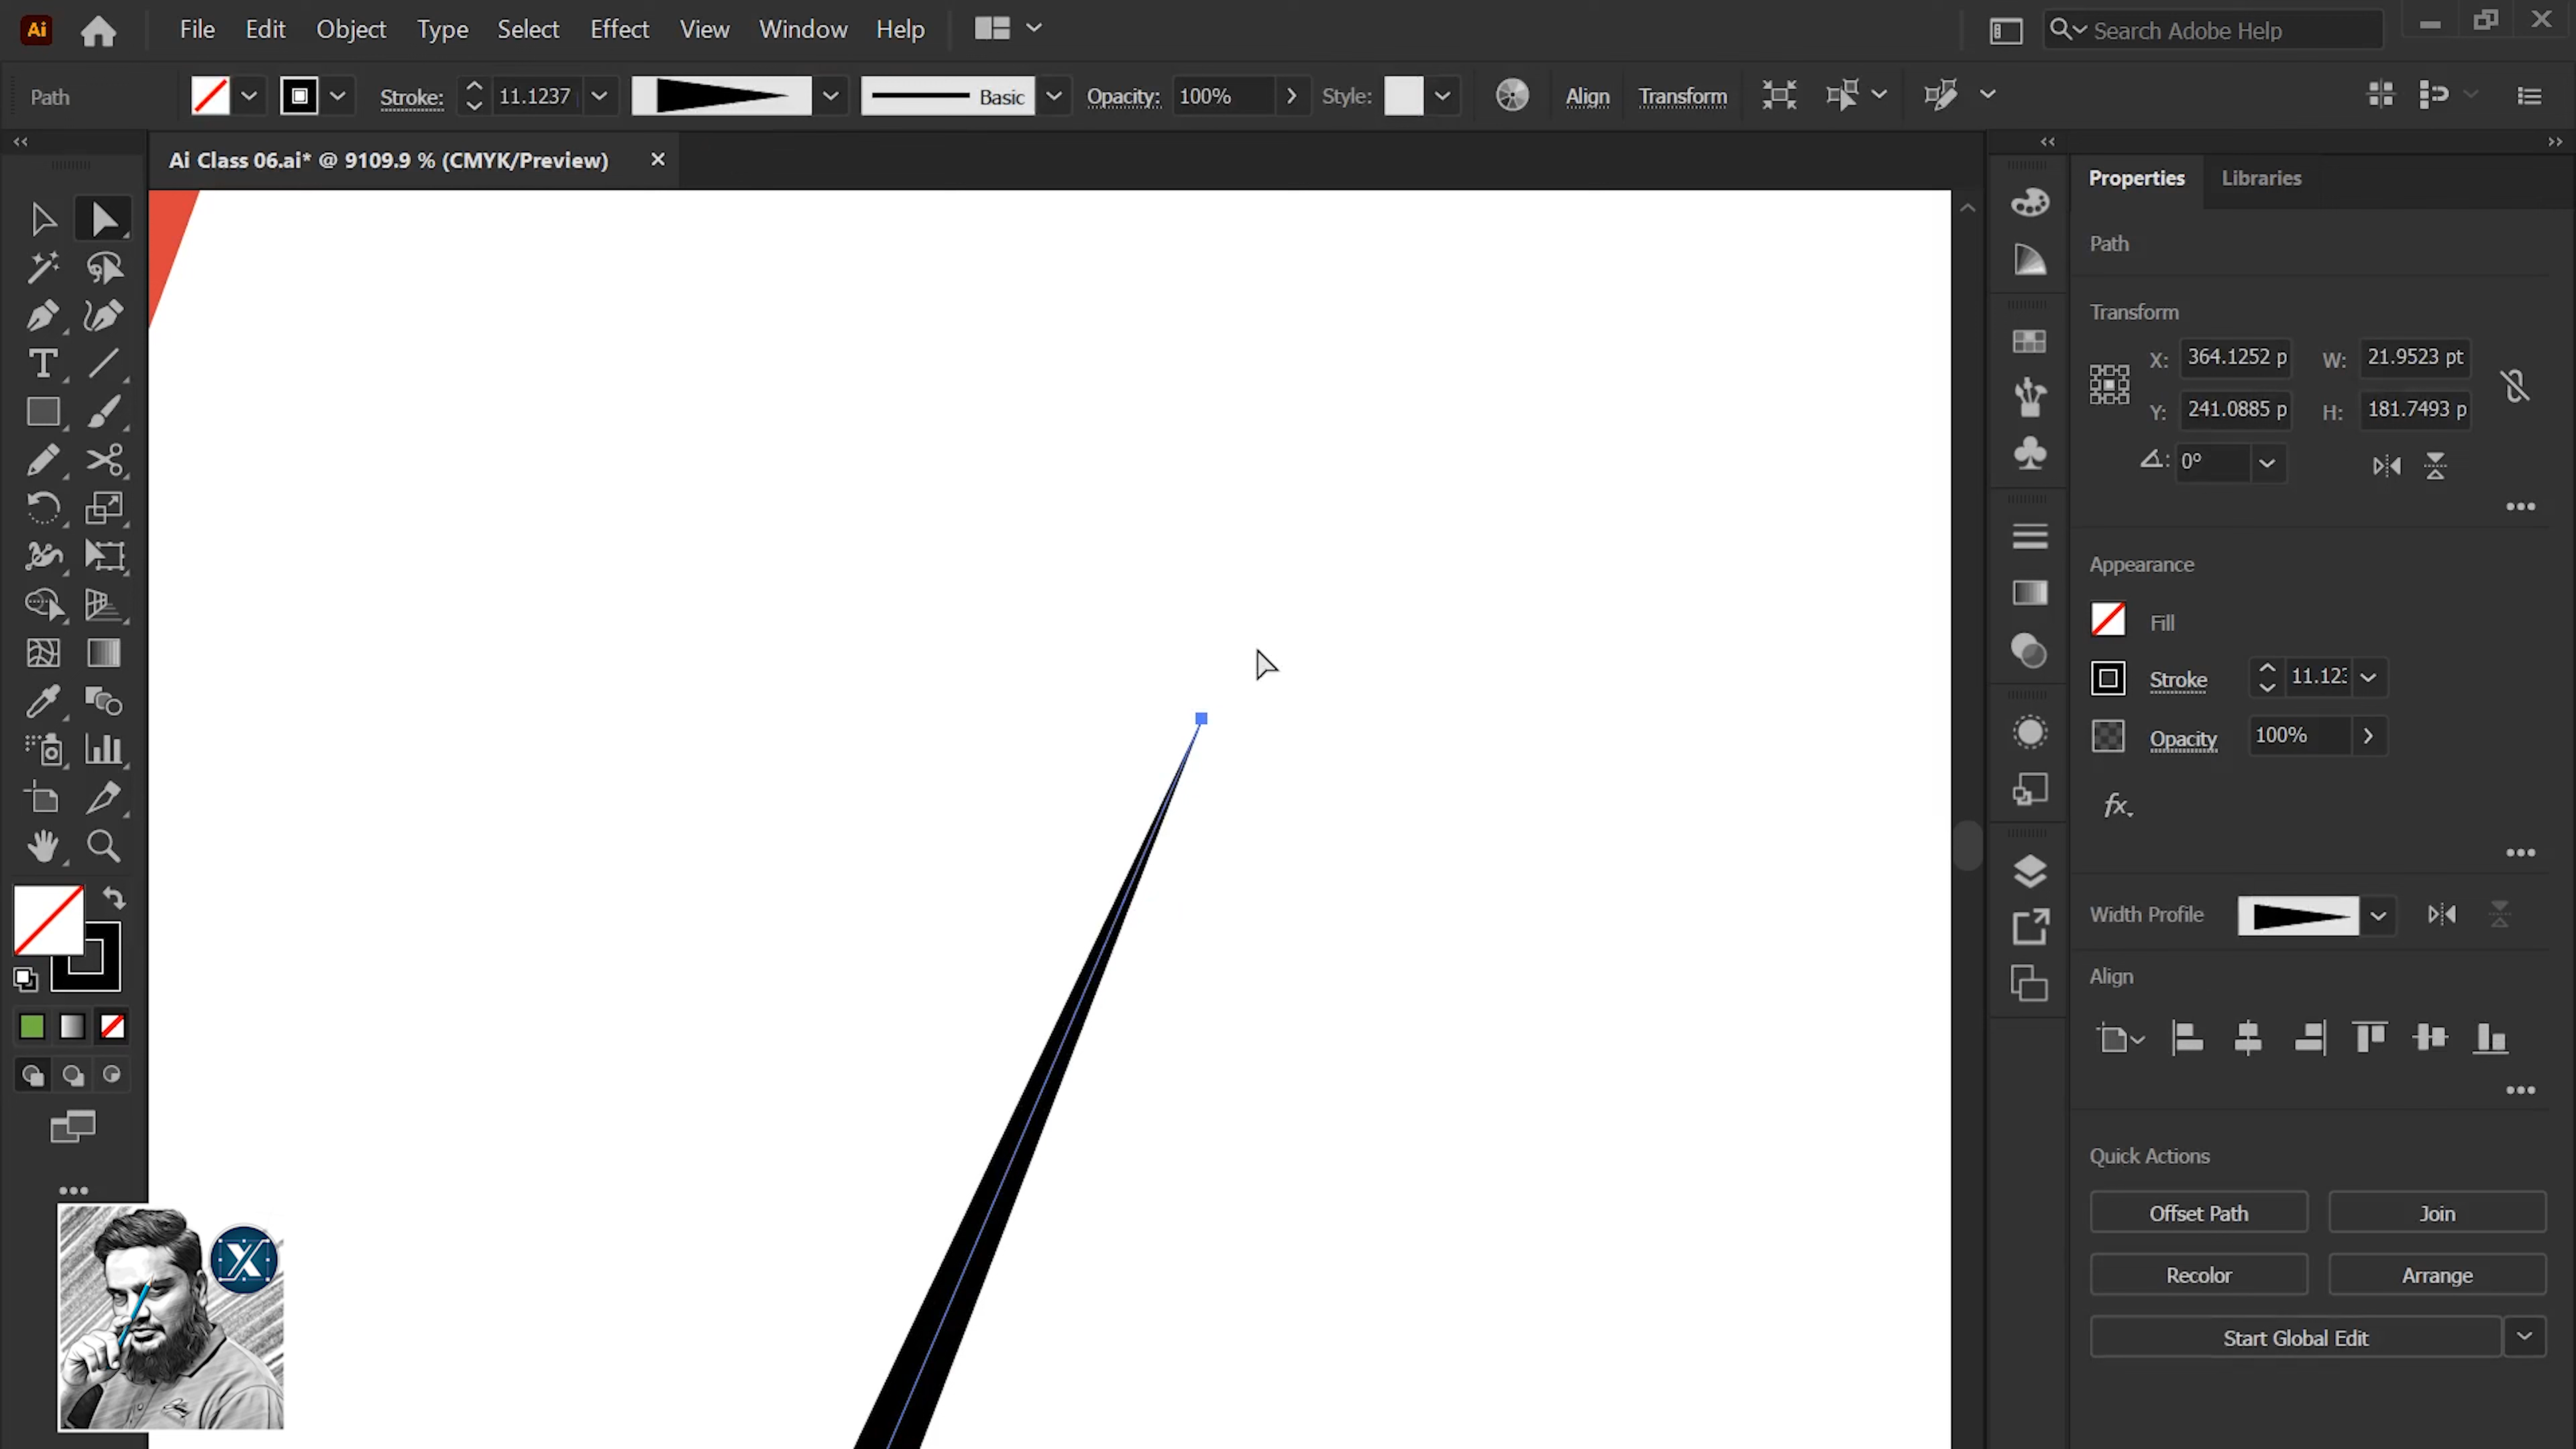 Ai File Edit Object Type Select Effect View Window Help Search Adobe Help
Path Stroke: 11.1237 Basic Opacity: 100% Style: Align Transform
Ai Class 06.ai* @ 9109.9 % (CMYK/Preview)
Properties Libraries
Path
Transform
X: 364.1252 p W: 21.9523 pt
Y: 241.0885 p H: 181.7493 p
0°
Appearance
Fill
Stroke 11.123
Opacity 100%
fx
Width Profile
Align
Quick Actions
Offset Path Join
Recolor Arrange
Start Global Edit
X